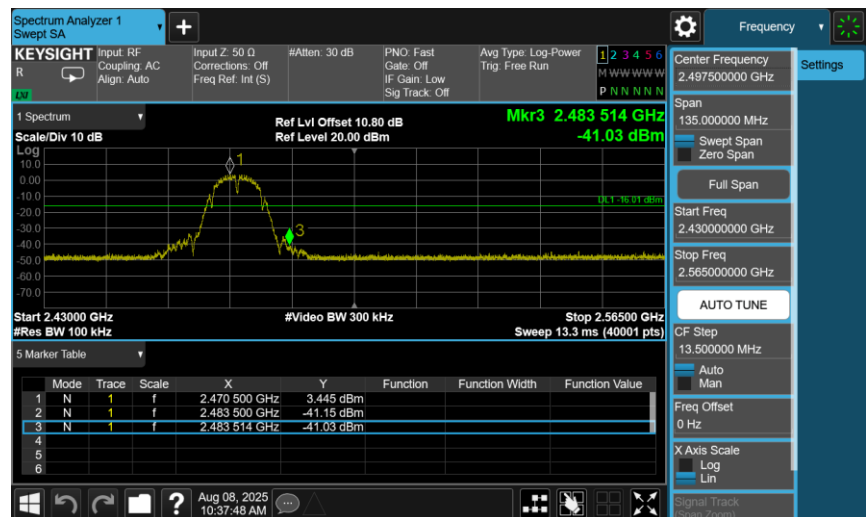 Spectrum Analyzer 1
Swept SA
+
Frequency
KEYSIGHT
R
LXI
Input: RF
Coupling: AC
Align: Auto
Input Z: 50 Ω
Corrections: Off
Freq Ref: Int (S)
#Atten: 30 dB
PNO: Fast
Gate: Off
IF Gain: Low
Sig Track: Off
Avg Type: Log-Power
Trig: Free Run
1 2 3 4 5 6
M W W W W W
P N N N N N
Center Frequency
2.497500000 GHz
Settings
Span
135.000000 MHz
Swept Span
Zero Span
Full Span
Start Freq
2.430000000 GHz
Stop Freq
2.565000000 GHz
AUTO TUNE
CF Step
13.500000 MHz
Auto
Man
Freq Offset
0 Hz
X Axis Scale
Log
Lin
Signal Track
(Span Zoom)
1 Spectrum
Scale/Div 10 dB
Ref Lvl Offset 10.80 dB
Ref Level 20.00 dBm
Mkr3 2.483 514 GHz
-41.03 dBm
Log
10.0
0.00
-10.0
-20.0
-30.0
-40.0
-50.0
-60.0
-70.0
1
3
DL1 -16.01 dBm
Start 2.43000 GHz
#Res BW 100 kHz
#Video BW 300 kHz
Stop 2.56500 GHz
Sweep 13.3 ms (40001 pts)
5 Marker Table
Mode Trace Scale X Y Function Function Width Function Value
1 N 1 f 2.470 500 GHz 3.445 dBm
2 N 1 f 2.483 500 GHz -41.15 dBm
3 N 1 f 2.483 514 GHz -41.03 dBm
4
5
6
?
Aug 08, 2025
10:37:48 AM